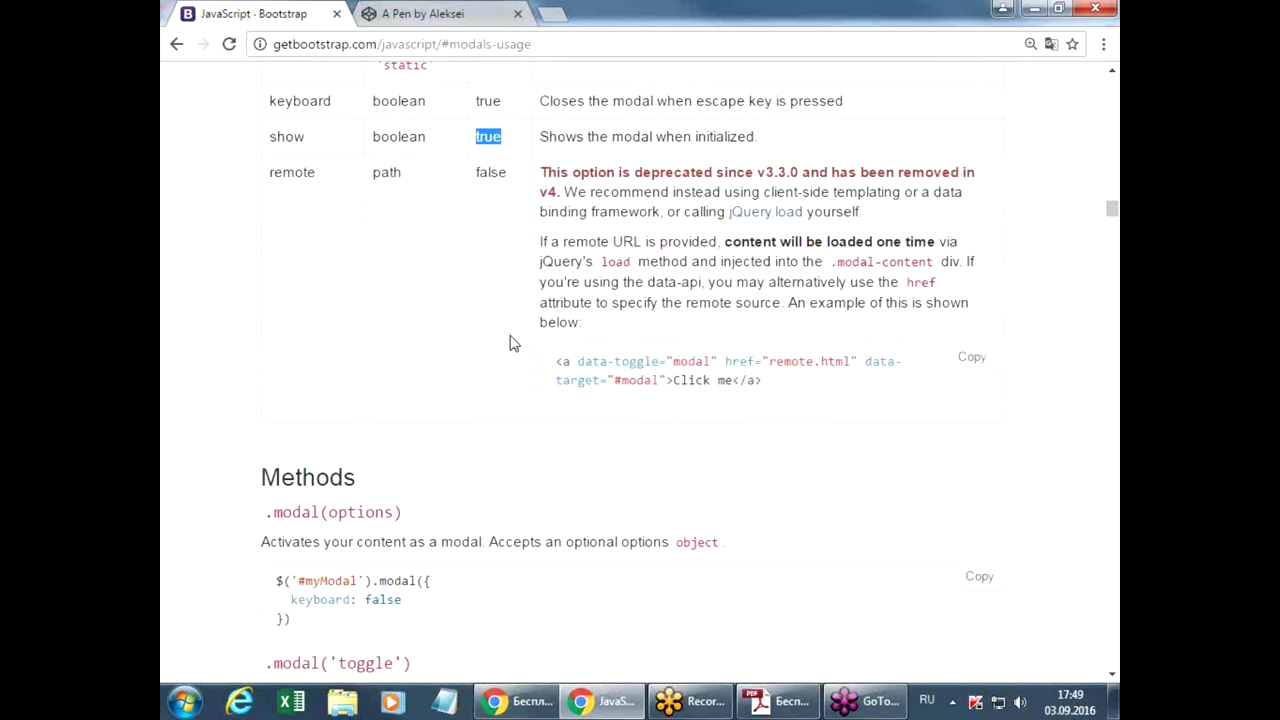 JavaScript · Bootstrap
A Pen by Aleksei
getbootstrap.com/javascript/#modals-usage
'static'
keyboard boolean true Closes the modal when escape key is pressed
show boolean true Shows the modal when initialized.
remote path false This option is deprecated since v3.3.0 and has been removed in
v4. We recommend instead using client-side templating or a data
binding framework, or calling jQuery.load yourself.
If a remote URL is provided, content will be loaded one time via
jQuery's load method and injected into the .modal-content div. If
you're using the data-api, you may alternatively use the href
attribute to specify the remote source. An example of this is shown
below:
<a data-toggle="modal" href="remote.html" data-
target="#modal">Click me</a>
Copy
Methods
.modal(options)
Activates your content as a modal. Accepts an optional options object .
$('#myModal').modal({
keyboard: false
})
Copy
.modal('toggle')
Беспл...
JavaS...
Recor...
Бесп...
GoTo...
RU
17:49
03.09.2016